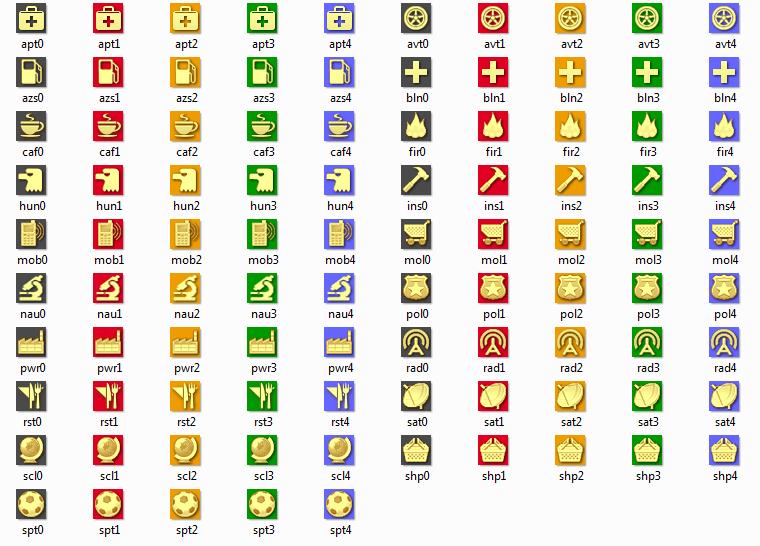 apt0 apt1 apt2 apt3 apt4 avt0 avt1 avt2 avt3 avt4
azs0 azs1 azs2 azs3 azs4 bln0 bln1 bln2 bln3 bln4
caf0 caf1 caf2 caf3 caf4 fir0 fir1 fir2 fir3 fir4
hun0 hun1 hun2 hun3 hun4 ins0 ins1 ins2 ins3 ins4
mob0 mob1 mob2 mob3 mob4 mol0 mol1 mol2 mol3 mol4
nau0 nau1 nau2 nau3 nau4 pol0 pol1 pol2 pol3 pol4
pwr0 pwr1 pwr2 pwr3 pwr4 rad0 rad1 rad2 rad3 rad4
rst0 rst1 rst2 rst3 rst4 sat0 sat1 sat2 sat3 sat4
scl0 scl1 scl2 scl3 scl4 shp0 shp1 shp2 shp3 shp4
spt0 spt1 spt2 spt3 spt4